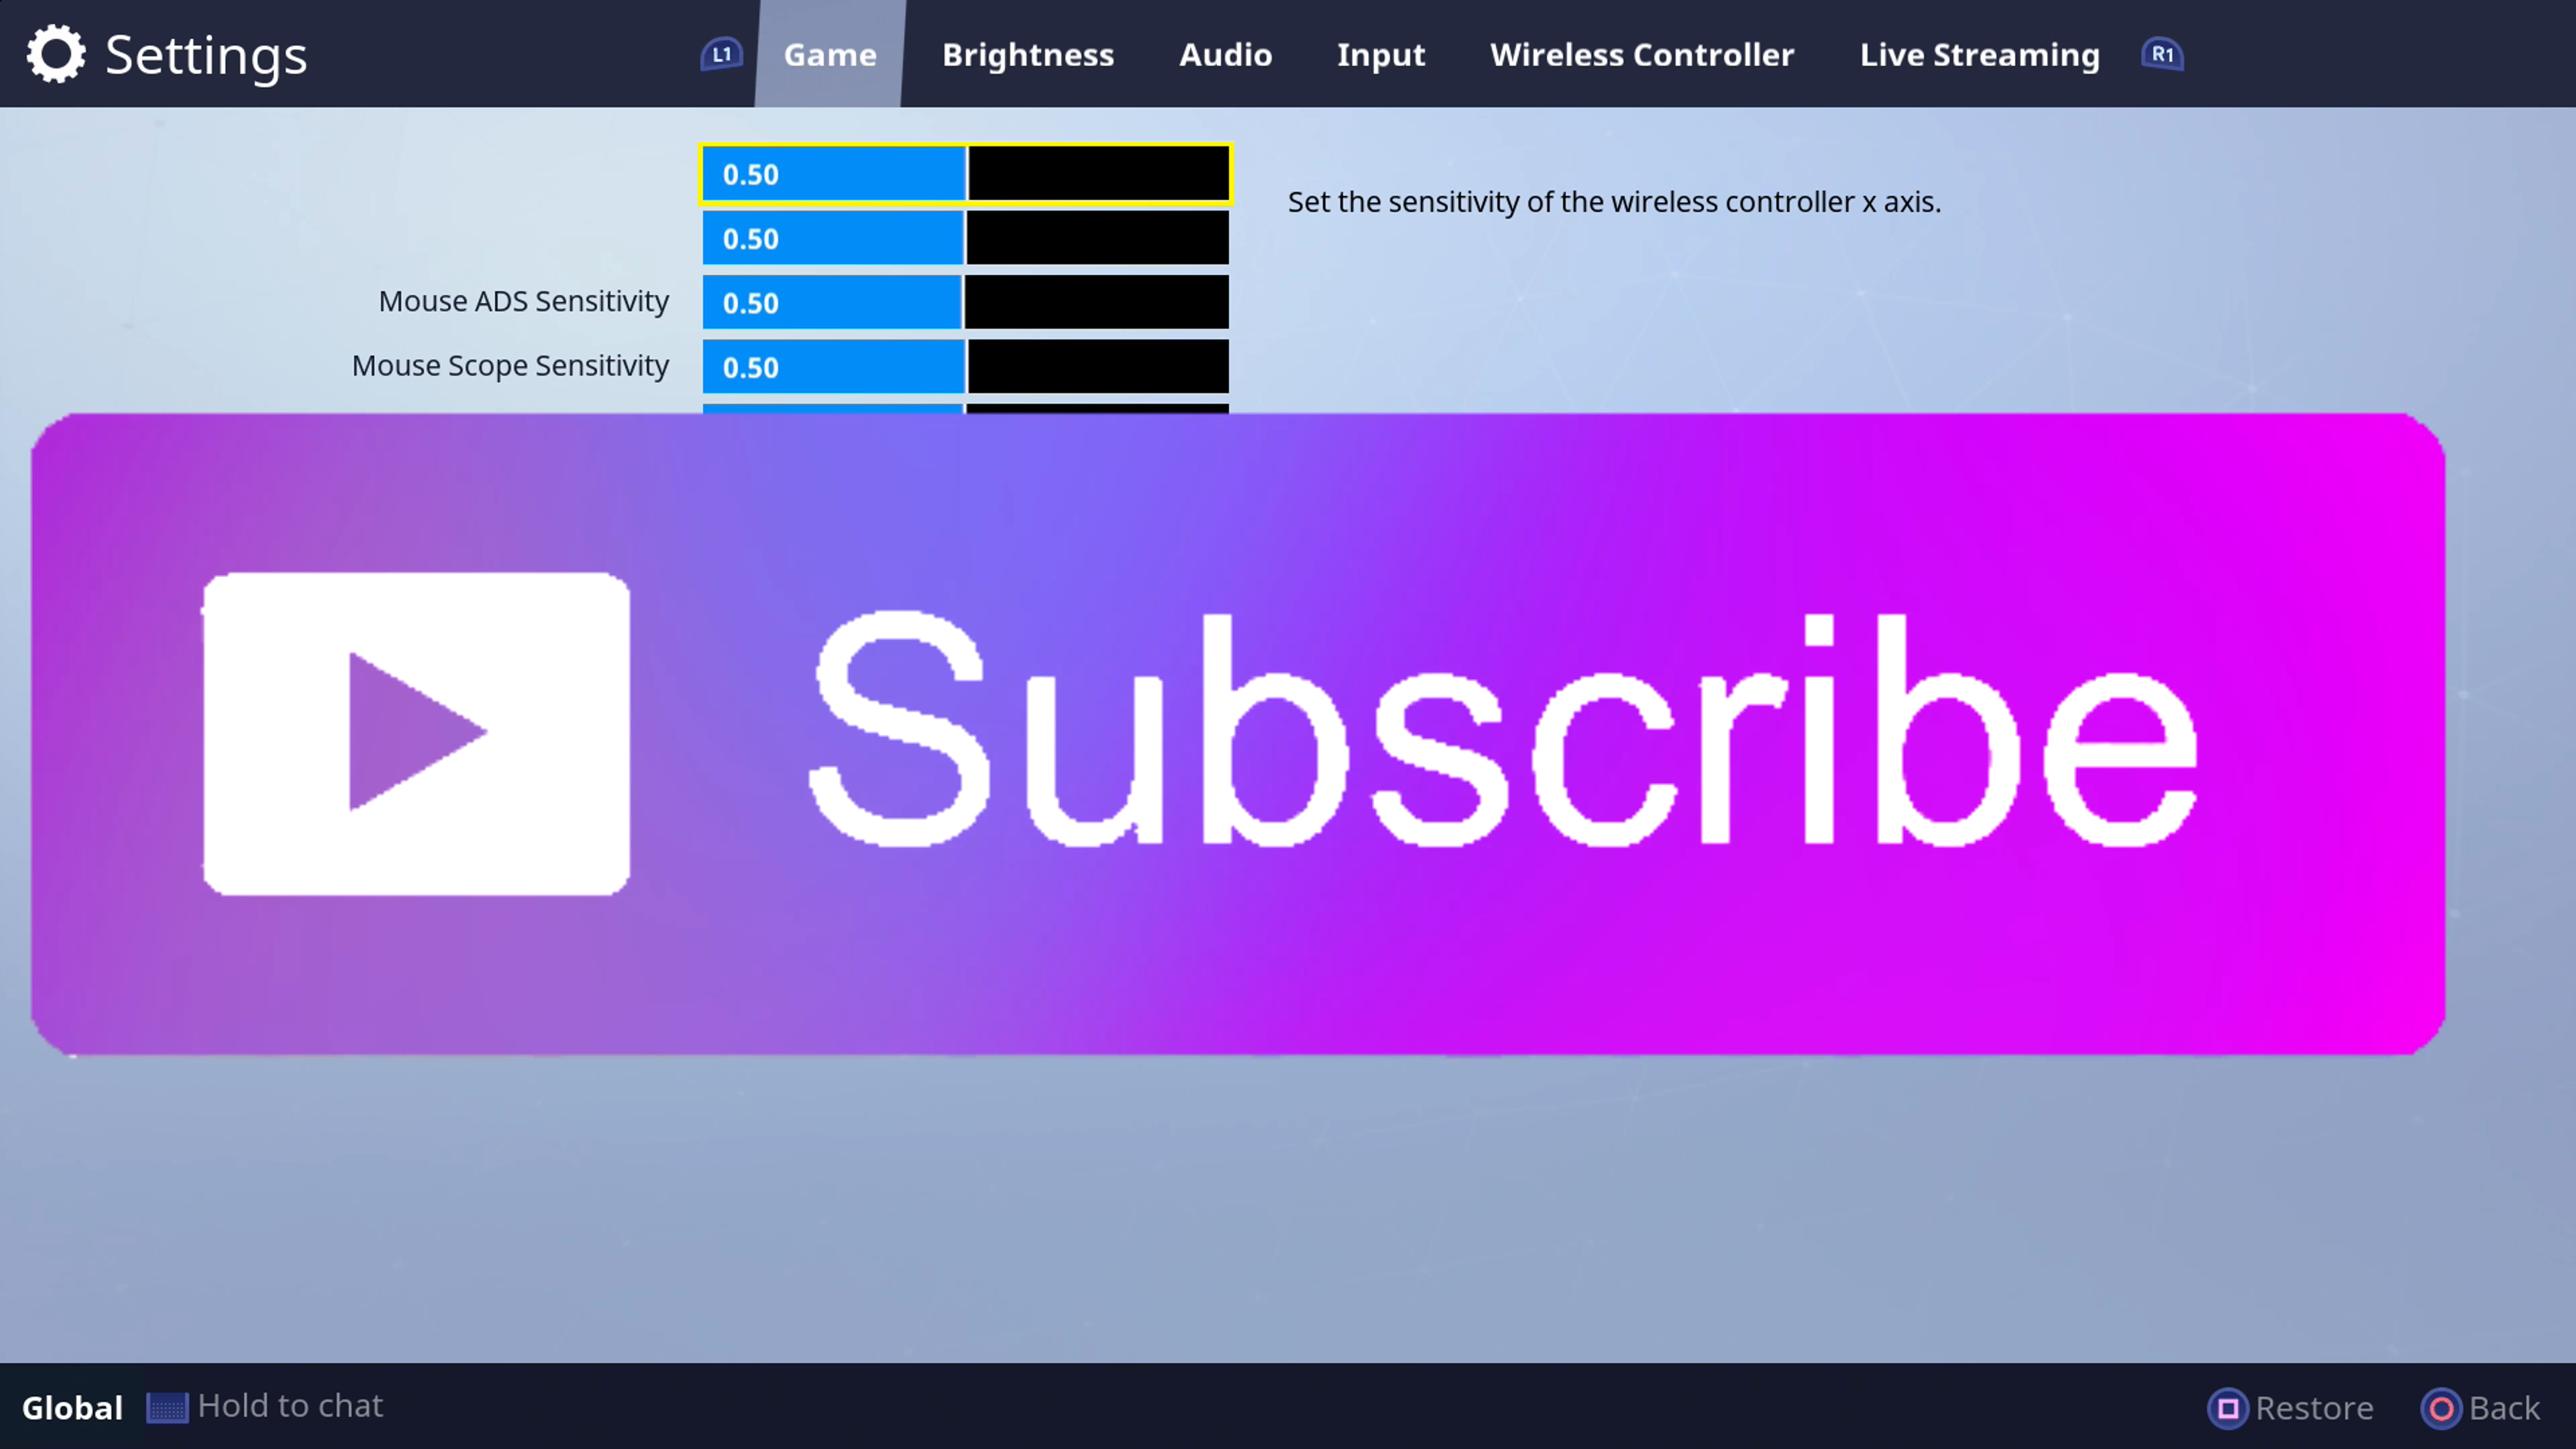 Settings
L1 Game Brightness Audio Input Wireless Controller Live Streaming R1
0.50
Set the sensitivity of the wireless controller x axis.
0.50
Mouse ADS Sensitivity 0.50
Mouse Scope Sensitivity 0.50
Subscribe
Global Hold to chat Restore Back